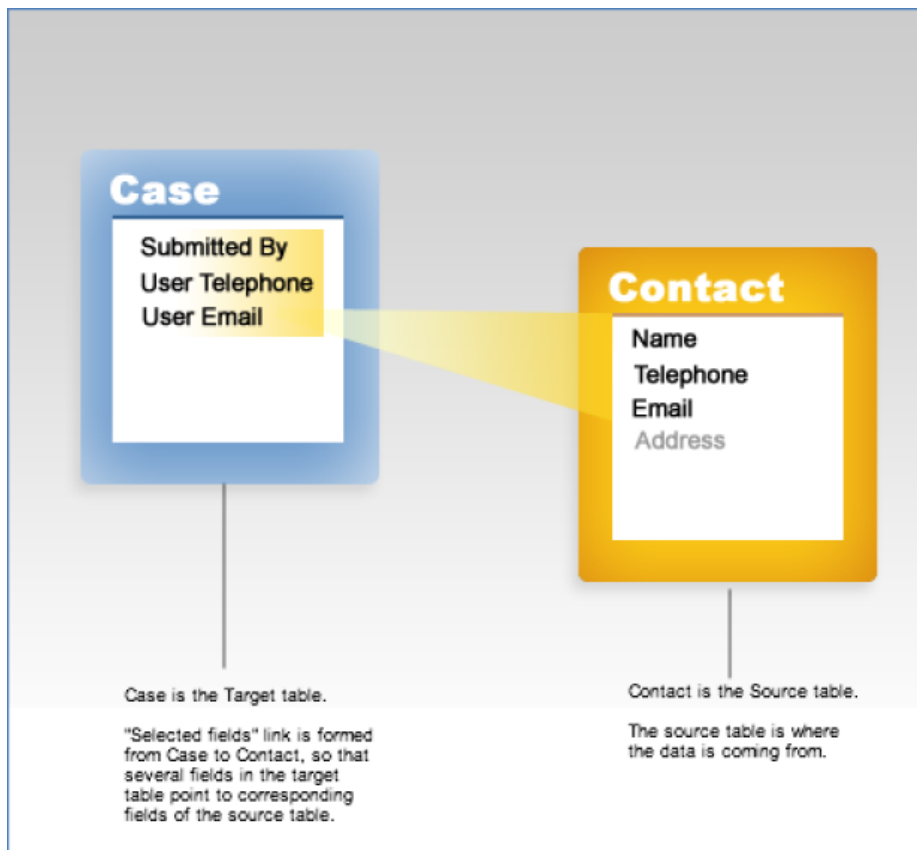 Case
Submitted By
User Telephone
User Email
Contact
Name
Telephone
Email
Address
Case is the Target table.
"Selected fields" link is formed
from Case to Contact, so that
several fields in the target
table point to corresponding
fields of the source table.
Contact is the Source table.
The source table is where
the data is coming from.